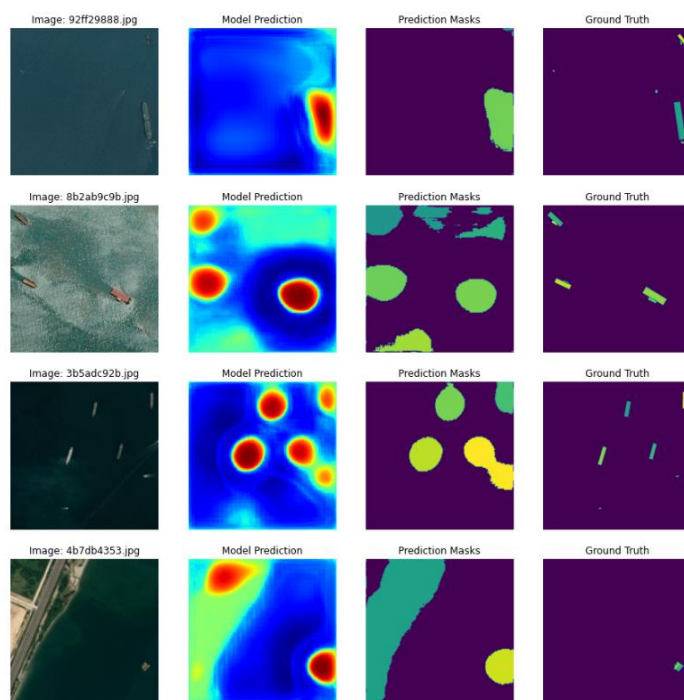 Image: 92ff29888.jpg Model Prediction Prediction Masks Ground Truth
Image: 8b2ab9c9b.jpg Model Prediction Prediction Masks Ground Truth
Image: 3b5adc92b.jpg Model Prediction Prediction Masks Ground Truth
Image: 4b7db4353.jpg Model Prediction Prediction Masks Ground Truth